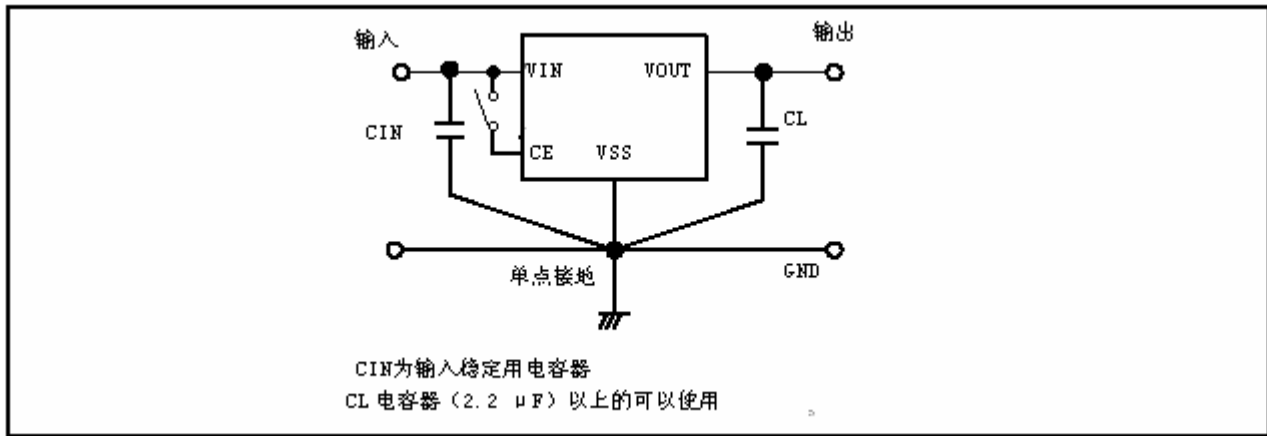 输入
输出
VIN
VOUT
CIN
CL
CE
VSS
单点接地
GND
CIN为输入稳定用电容器
CL 电容器（2.2 μF）以上的可以使用